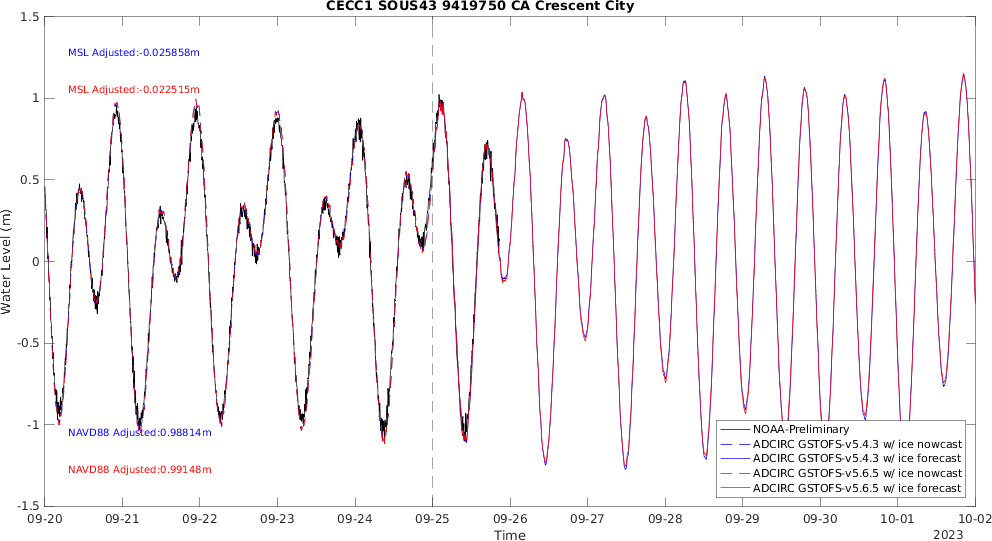 CECC1 SOUS43 9419750 CA Crescent City
1.5
1
0.5
0
-0.5
-1
-1.5
Water Level (m)
MSL Adjusted:-0.025858m
MSL Adjusted:-0.022515m
NAVD88 Adjusted:0.98814m
NAVD88 Adjusted:0.99148m
NOAA-Preliminary
ADCIRC GSTOFS-v5.4.3 w/ ice nowcast
ADCIRC GSTOFS-v5.4.3 w/ ice forecast
ADCIRC GSTOFS-v5.6.5 w/ ice nowcast
ADCIRC GSTOFS-v5.6.5 w/ ice forecast
09-20 09-21 09-22 09-23 09-24 09-25 09-26 09-27 09-28 09-29 09-30 10-01 10-02
Time
2023